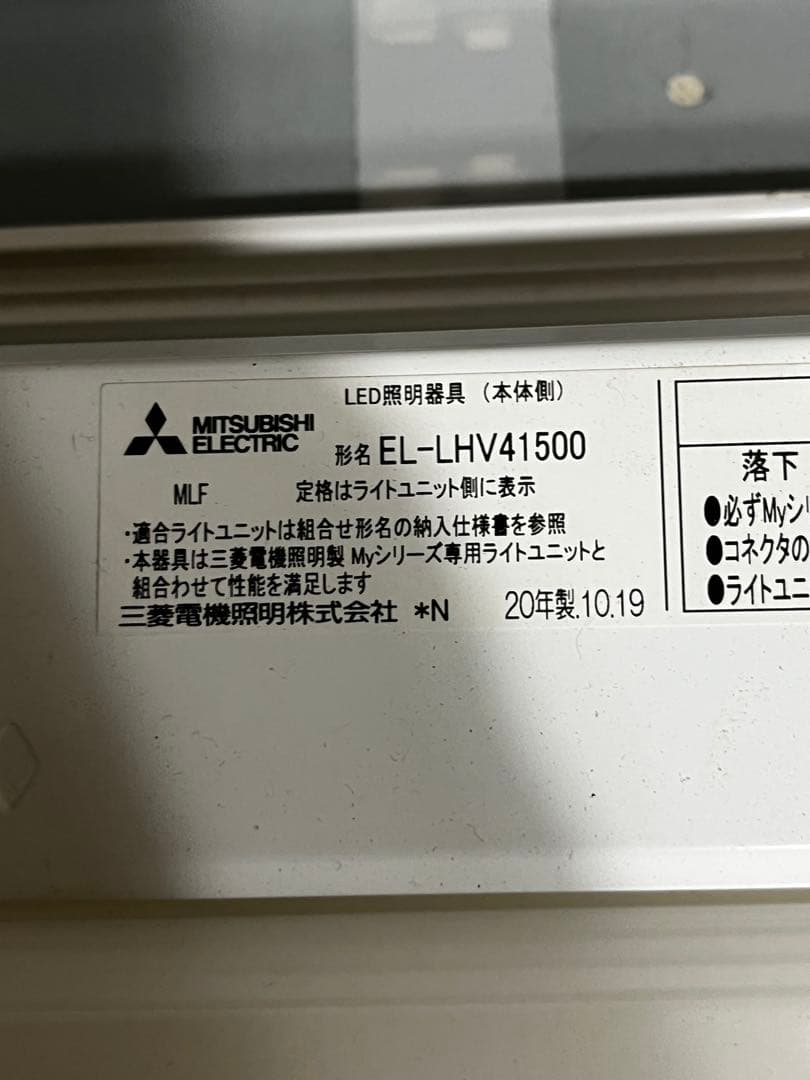 LED照明器具 (本体側)
MITSUBISHI
ELECTRIC
形名 EL-LHV41500
MLF 定格はライトユニット側に表示
・適合ライトユニットは組合せ形名の納入仕様書を参照
・本器具は三菱電機照明製 Myシリーズ専用ライトユニットと
組合わせて性能を満足します
三菱電機照明株式会社 *N 20年製.10.19
落下
●必ずMyシリ
●コネクタの
●ライトユニ